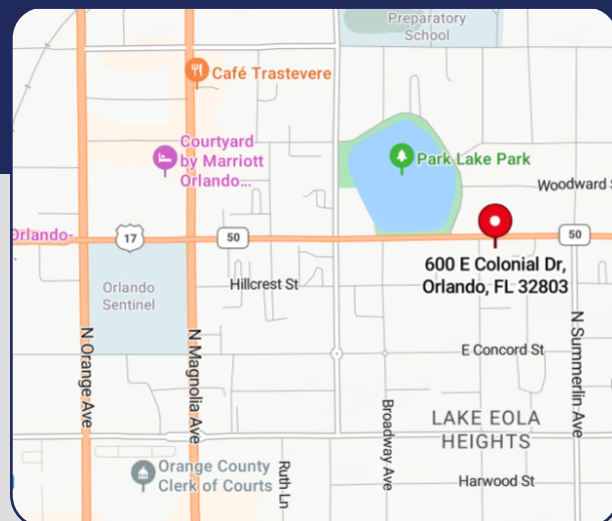 Preparatory
School
Café Trastevere
Courtyard
by Marriott
Orlando...
Park Lake Park
Woodward S
Orlando-
.
17
50
50
600 E Colonial Dr,
Orlando, FL 32803
Orlando
Sentinel
Hillcrest St
N Orange Ave
N Magnolia Ave
E Concord St
N Summerlin Ave
Broadway Ave
LAKE EOLA
HEIGHTS
Orange County
Clerk of Courts
Ruth Ln
Harwood St